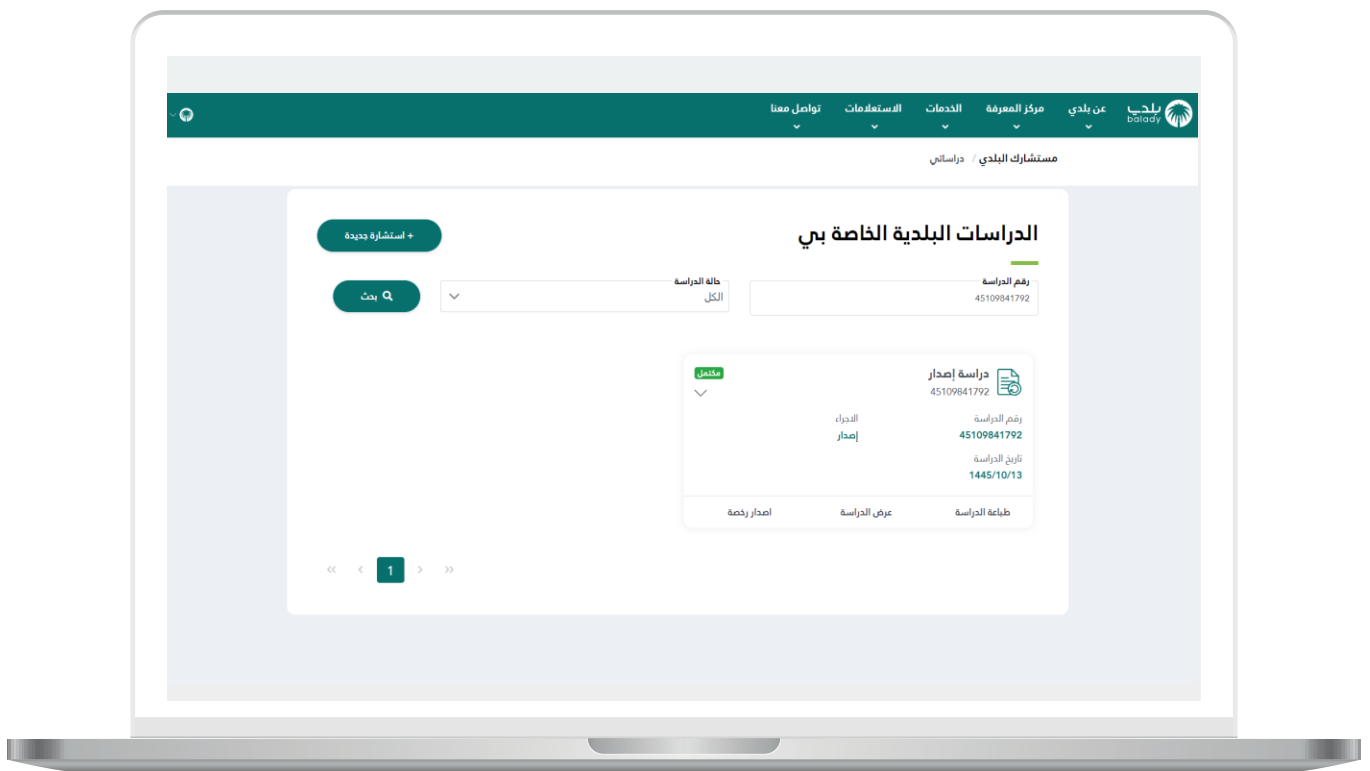 بلدي
balady
عن بلدي
مركز المعرفة
الخدمات
الاستعلامات
تواصل معنا
مستشارك البلدي / دراساتي
الدراسات البلدية الخاصة بي
+ استشارة جديدة
رقم الدراسة
45109841792
حالة الدراسة
الكل
بحث
دراسة إصدار
45109841792
مكتمل
رقم الدراسة
45109841792
الاجراء
إصدار
تاريخ الدراسة
1445/10/13
طباعة الدراسة
عرض الدراسة
اصدار رخصة
1